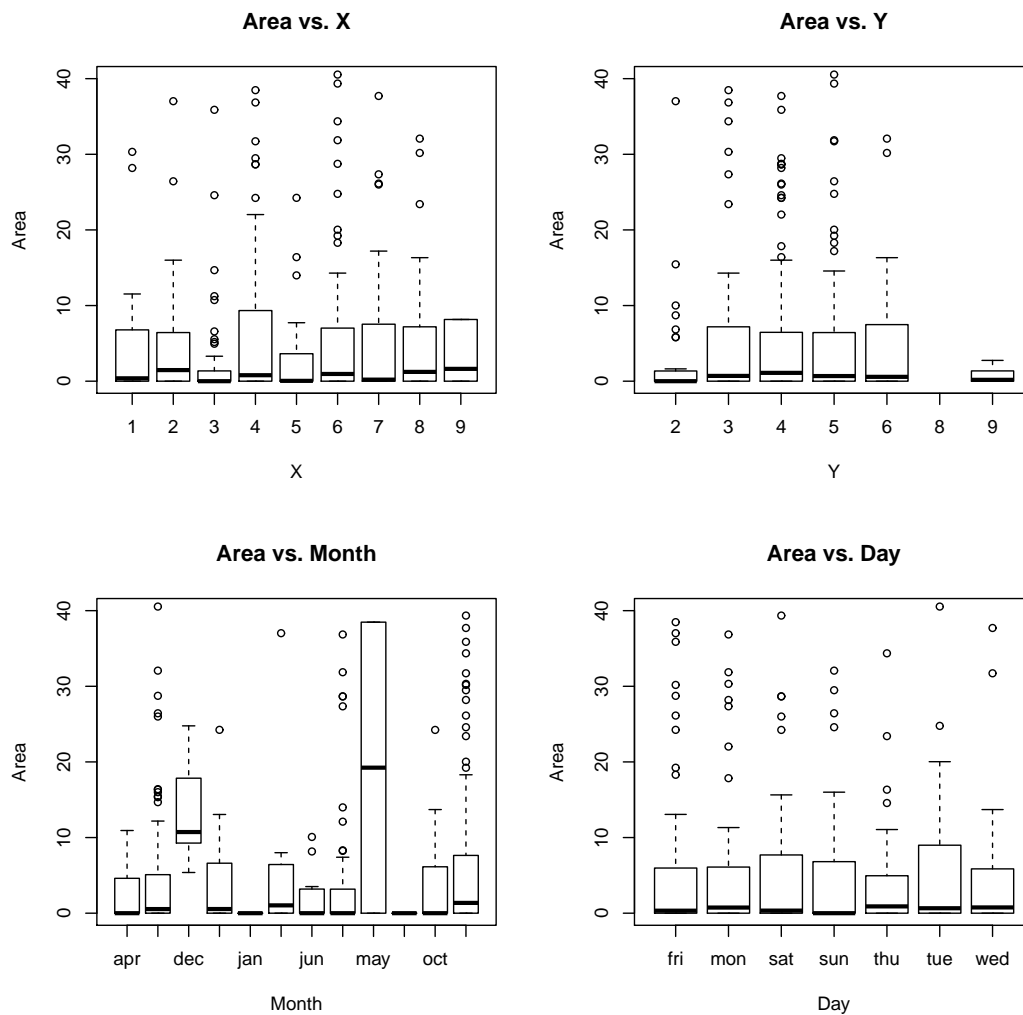 Area vs. X
Area
40
30
20
10
0
1 2 3 4 5 6 7 8 9
X
Area vs. Y
Area
40
30
20
10
0
2 3 4 5 6 8 9
Y
Area vs. Month
Area
40
30
20
10
0
apr dec jan jun may oct
Month
Area vs. Day
Area
40
30
20
10
0
fri mon sat sun thu tue wed
Day